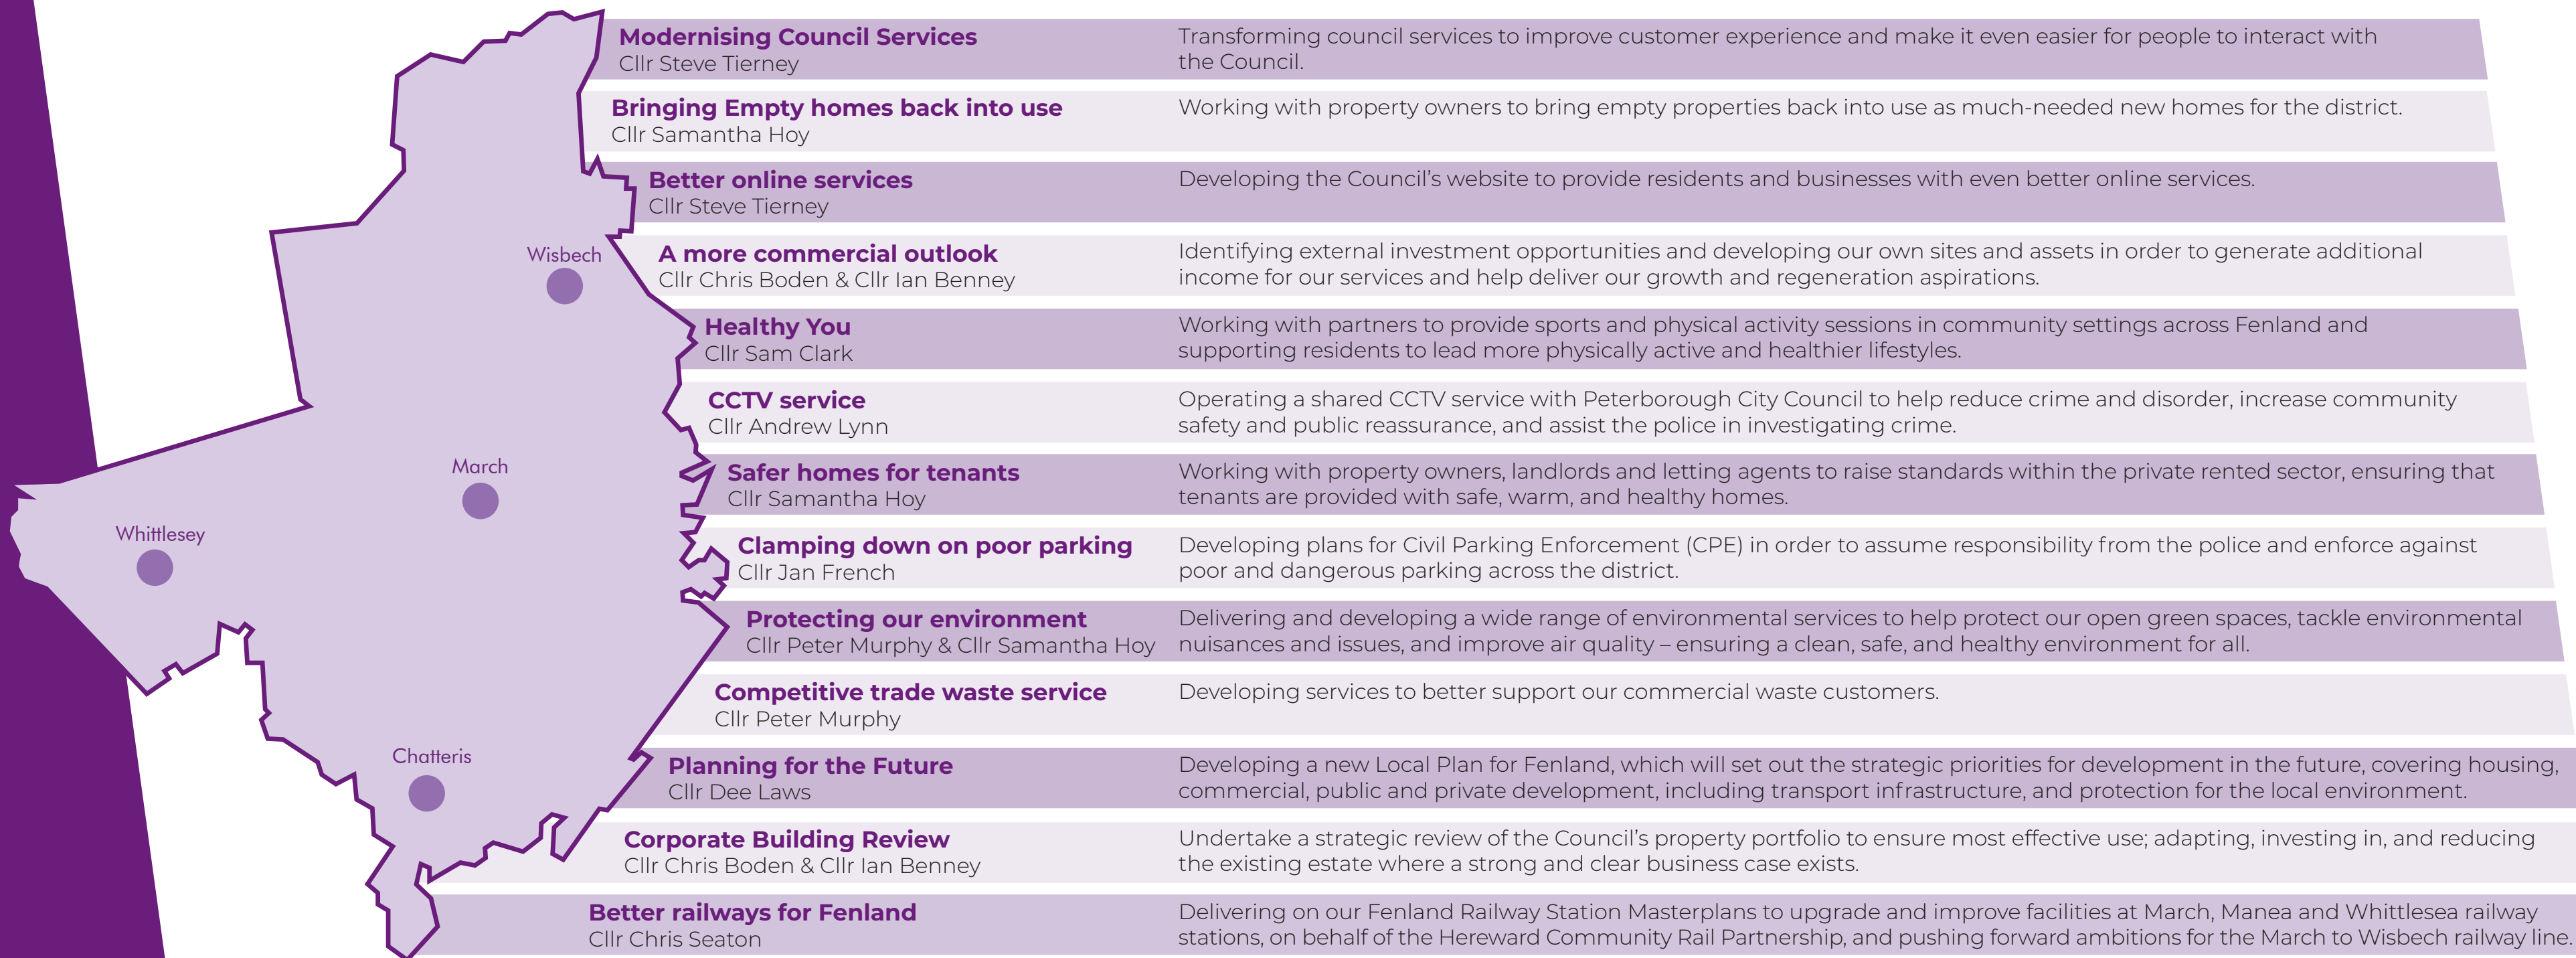 Modernising Council Services
Cllr Steve Tierney
Transforming council services to improve customer experience and make it even easier for people to interact with
the Council.
Bringing Empty homes back into use
Cllr Samantha Hoy
Working with property owners to bring empty properties back into use as much-needed new homes for the district.
Better online services
Cllr Steve Tierney
Developing the Council’s website to provide residents and businesses with even better online services.
Wisbech
A more commercial outlook
Cllr Chris Boden & Cllr Ian Benney
Identifying external investment opportunities and developing our own sites and assets in order to generate additional
income for our services and help deliver our growth and regeneration aspirations.
Healthy You
Cllr Sam Clark
Working with partners to provide sports and physical activity sessions in community settings across Fenland and
supporting residents to lead more physically active and healthier lifestyles.
CCTV service
Cllr Andrew Lynn
Operating a shared CCTV service with Peterborough City Council to help reduce crime and disorder, increase community
safety and public reassurance, and assist the police in investigating crime.
March
Safer homes for tenants
Cllr Samantha Hoy
Working with property owners, landlords and letting agents to raise standards within the private rented sector, ensuring that
tenants are provided with safe, warm, and healthy homes.
Whittlesey
Clamping down on poor parking
Cllr Jan French
Developing plans for Civil Parking Enforcement (CPE) in order to assume responsibility from the police and enforce against
poor and dangerous parking across the district.
Protecting our environment
Cllr Peter Murphy & Cllr Samantha Hoy
Delivering and developing a wide range of environmental services to help protect our open green spaces, tackle environmental
nuisances and issues, and improve air quality – ensuring a clean, safe, and healthy environment for all.
Competitive trade waste service
Cllr Peter Murphy
Developing services to better support our commercial waste customers.
Chatteris
Planning for the Future
Cllr Dee Laws
Developing a new Local Plan for Fenland, which will set out the strategic priorities for development in the future, covering housing,
commercial, public and private development, including transport infrastructure, and protection for the local environment.
Corporate Building Review
Cllr Chris Boden & Cllr Ian Benney
Undertake a strategic review of the Council’s property portfolio to ensure most effective use; adapting, investing in, and reducing
the existing estate where a strong and clear business case exists.
Better railways for Fenland
Cllr Chris Seaton
Delivering on our Fenland Railway Station Masterplans to upgrade and improve facilities at March, Manea and Whittlesea railway
stations, on behalf of the Hereward Community Rail Partnership, and pushing forward ambitions for the March to Wisbech railway line.